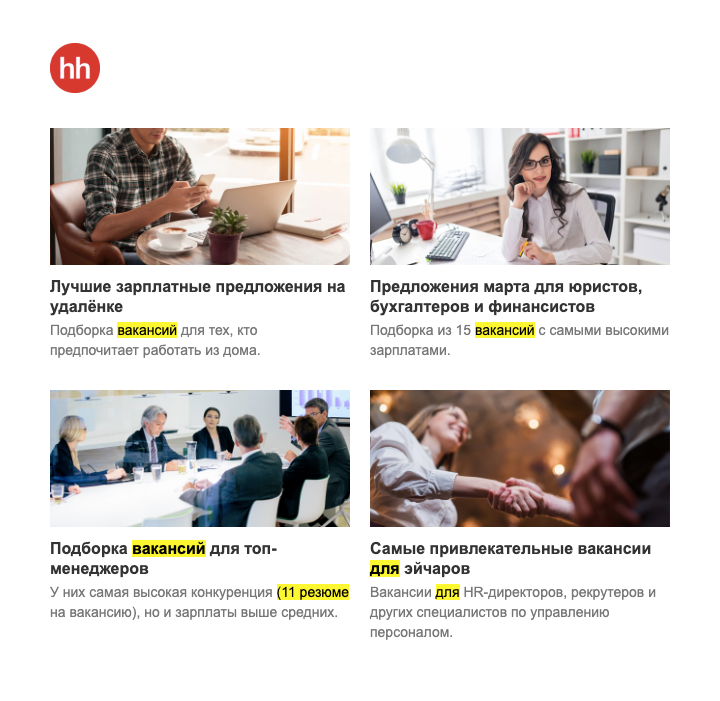 hh
Лучшие зарплатные предложения на
удалёнке
Подборка вакансий для тех, кто
предпочитает работать из дома.
Предложения марта для юристов,
бухгалтеров и финансистов
Подборка из 15 вакансий с самыми высокими
зарплатами.
Подборка вакансий для топ-
менеджеров
У них самая высокая конкуренция (11 резюме
на вакансию), но и зарплаты выше средних.
Самые привлекательные вакансии
для эйчаров
Вакансии для HR-директоров, рекрутеров и
других специалистов по управлению
персоналом.